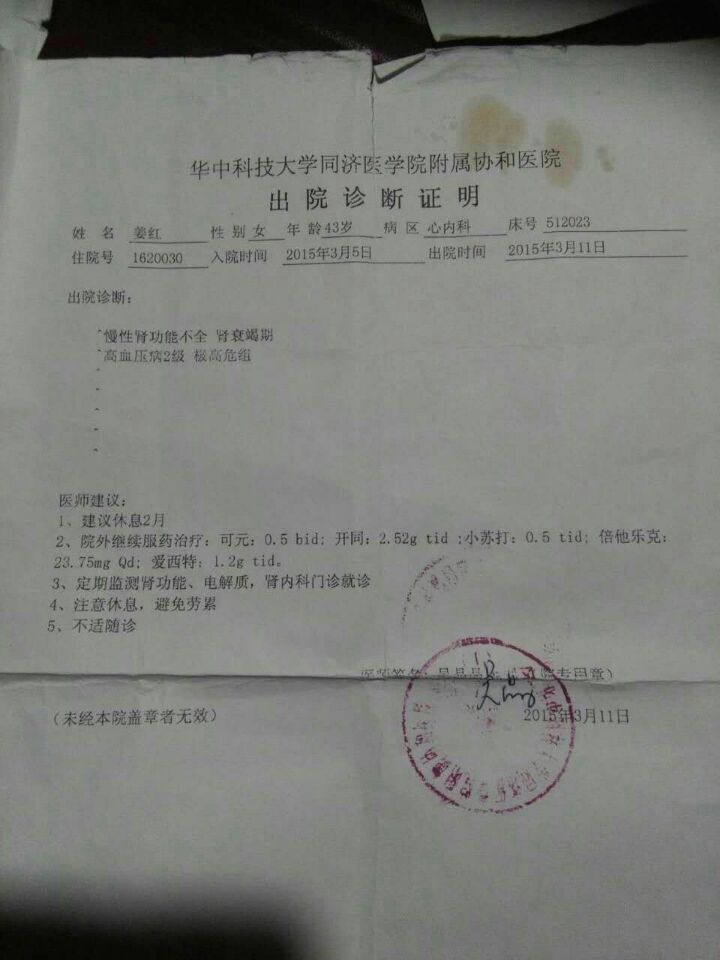 华中科技大学同济医学院附属协和医院
出院诊断证明
姓 名 姜红 性别 女 年龄 43岁 病区 心内科 床号 512023
住院号 1620030 入院时间 2015年3月5日 出院时间 2015年3月11日
出院诊断：
慢性肾功能不全 肾衰竭期
高血压病2级 极高危组
医师建议：
1、建议休息2月
2、院外继续服药治疗：可元：0.5 bid; 开同：2.52g tid ;小苏打：0.5 tid; 倍他乐克：
23.75mg Qd; 爱西特：1.2g tid。
3、定期监测肾功能、电解质，肾内科门诊就诊
4、注意休息，避免劳累
5、不适随诊
医师签名：
专用章）
（未经本院盖章者无效）
2015年3月11日